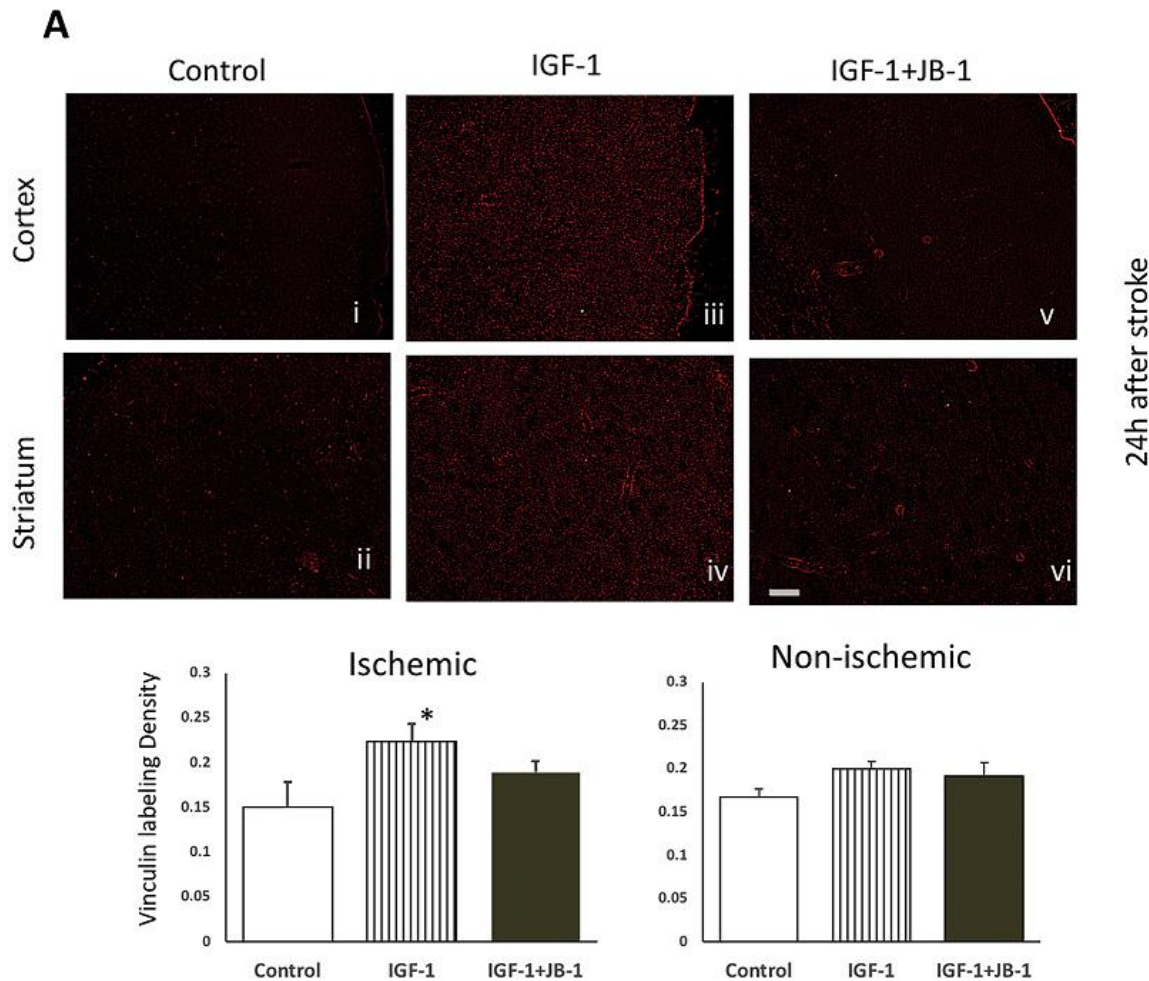 A
Control
IGF-1
IGF-1+JB-1
Cortex
i
iii
v
Striatum
ii
iv
vi
24h after stroke
Ischemic
Vinculin labeling Density
0.3
0.25
*
0.2
0.15
0.1
0.05
0
Control
IGF-1
IGF-1+JB-1
Non-ischemic
0.3
0.25
0.2
0.15
0.1
0.05
0
Control
IGF-1
IGF-1+JB-1